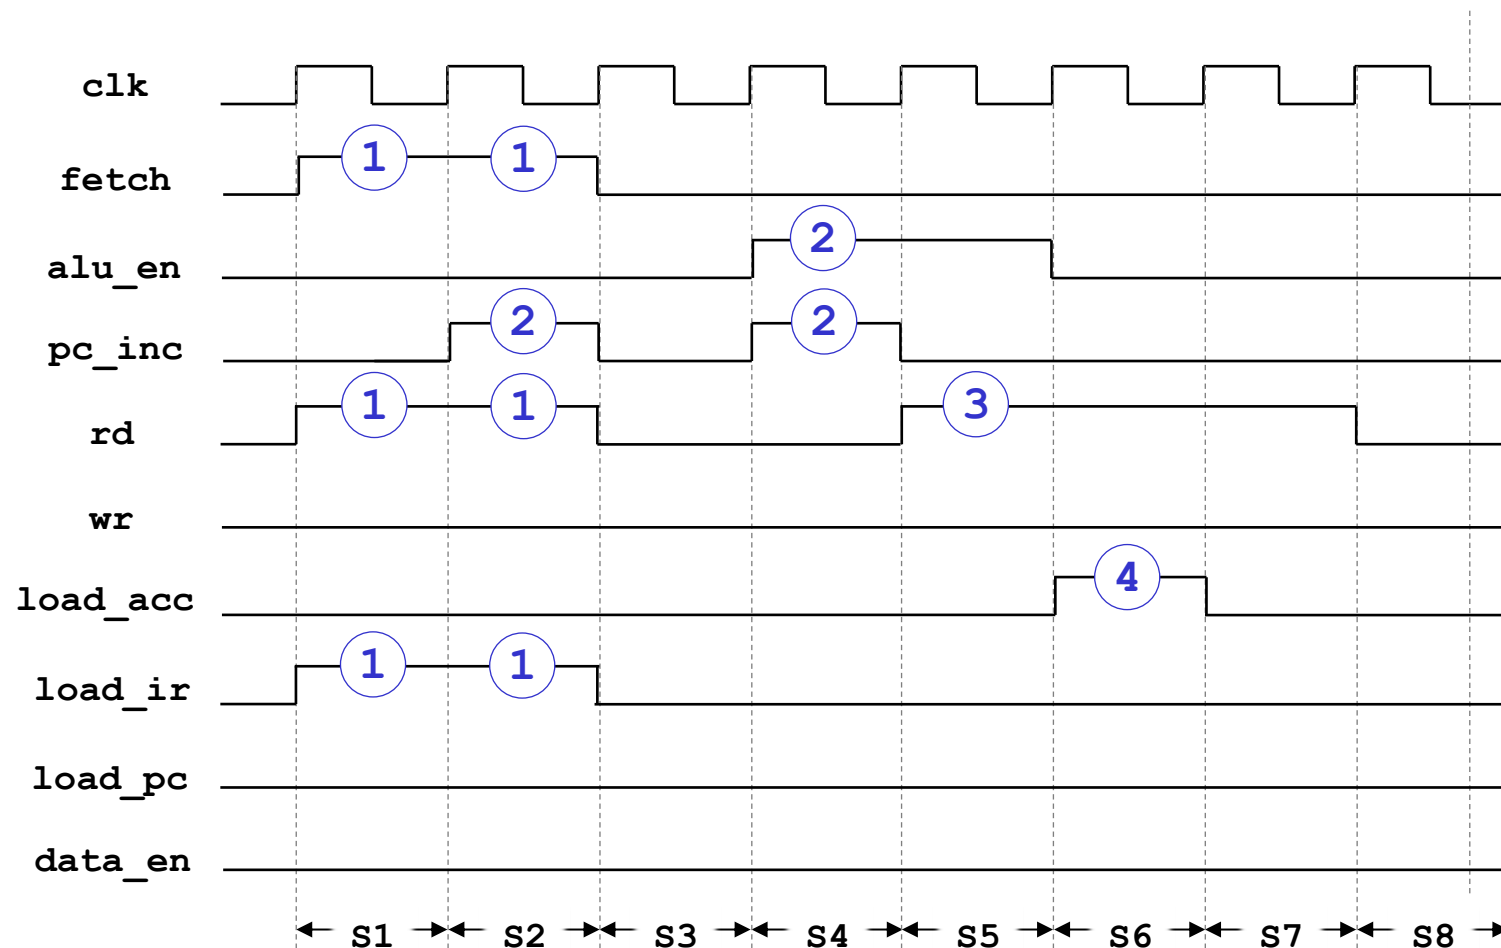 clk
fetch 1 1
alu_en 2
pc_inc 2 2
rd 1 1 3
wr
load_acc 4
load_ir 1 1
load_pc
data_en
S1 S2 S3 S4 S5 S6 S7 S8